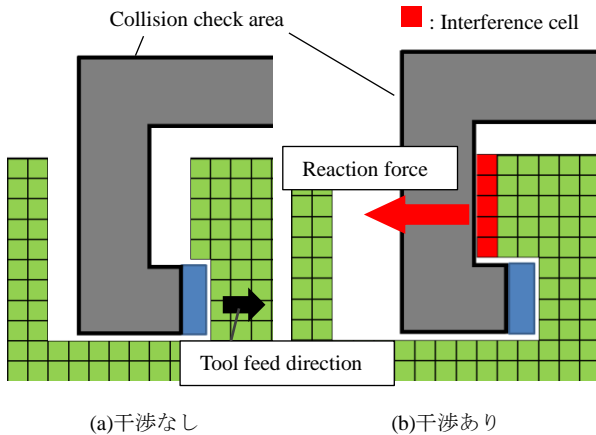 Collision check area
: Interference cell
Reaction force
Tool feed direction
(a)干渉なし
(b)干渉あり